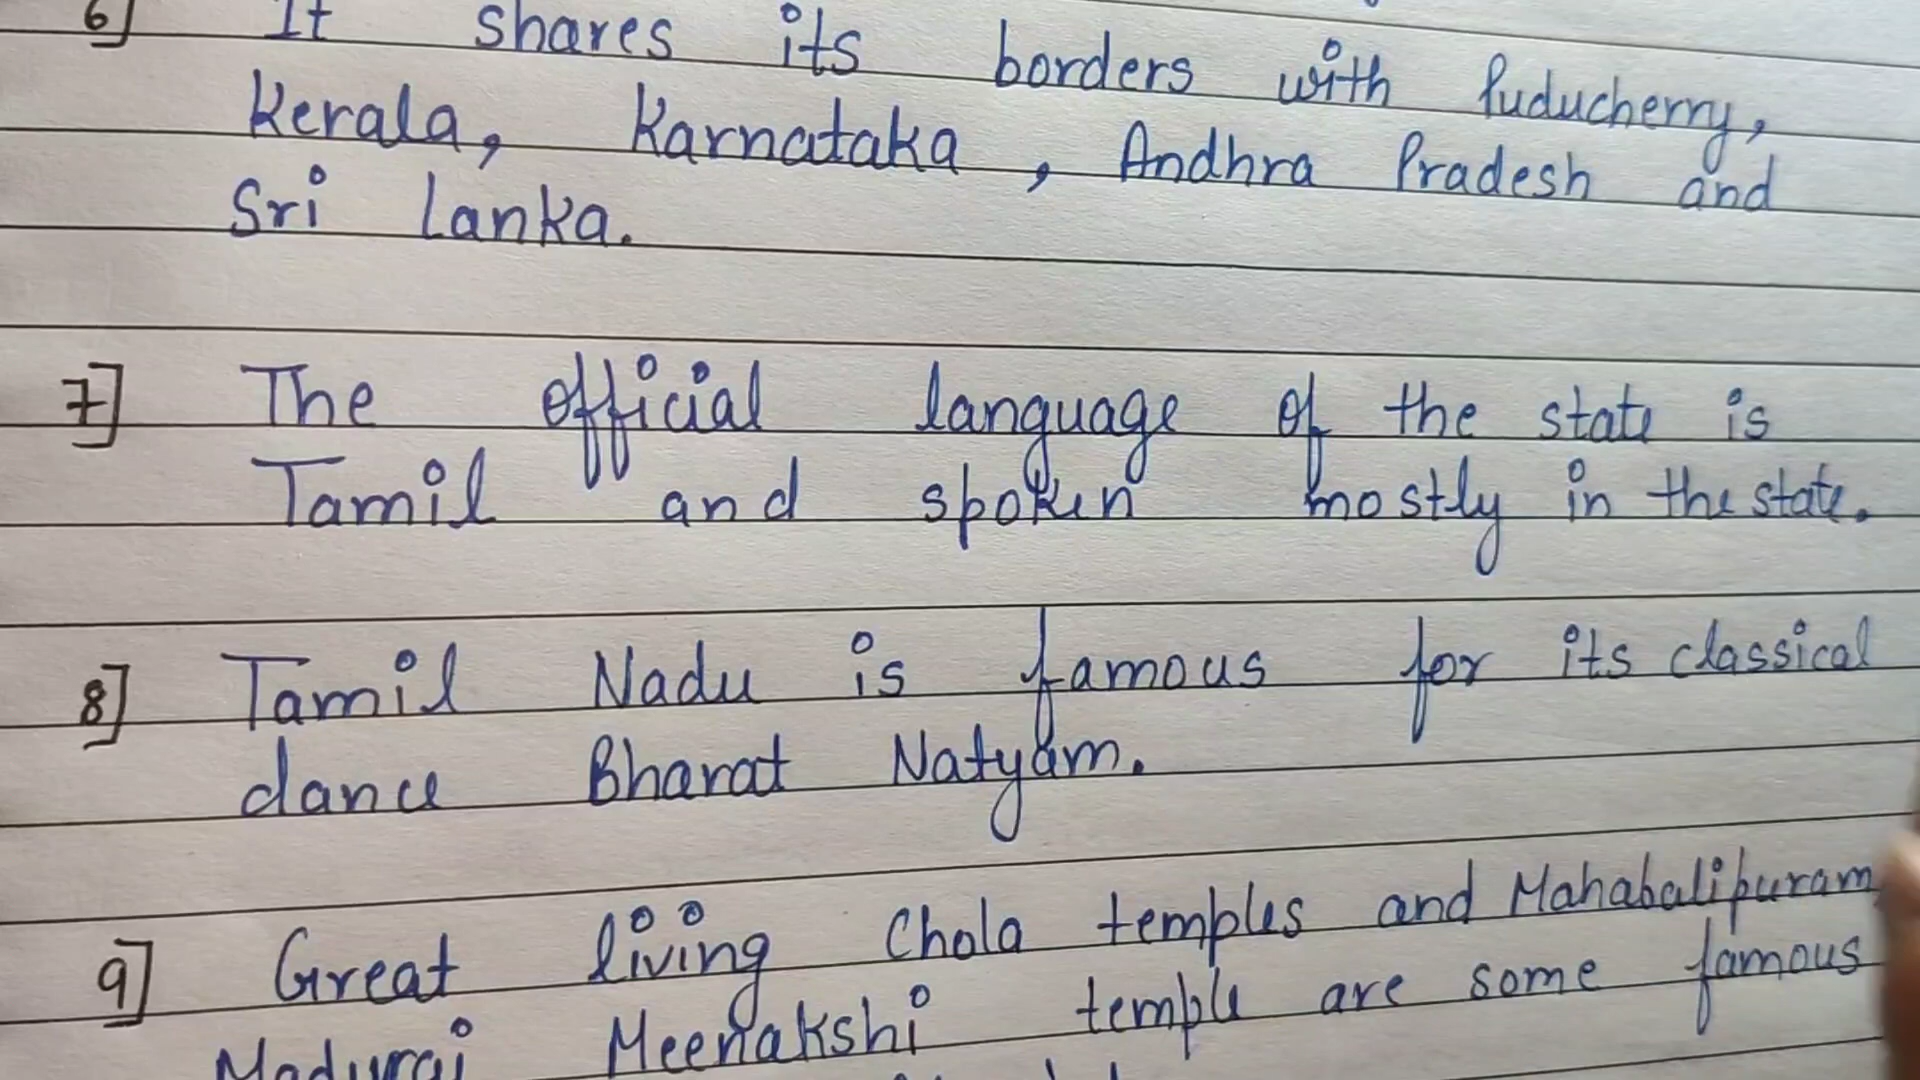 6] It shares its borders with Puducherry,
Kerala, Karnataka, Andhra Pradesh and
Sri Lanka.
7] The official language of the state is
Tamil and spoken mostly in the state.
8] Tamil Nadu is famous for its classical
dance Bharat Natyam.
9] Great living Chola temples and Mahabalipuram
Madurai Meenakshi temple are some famous